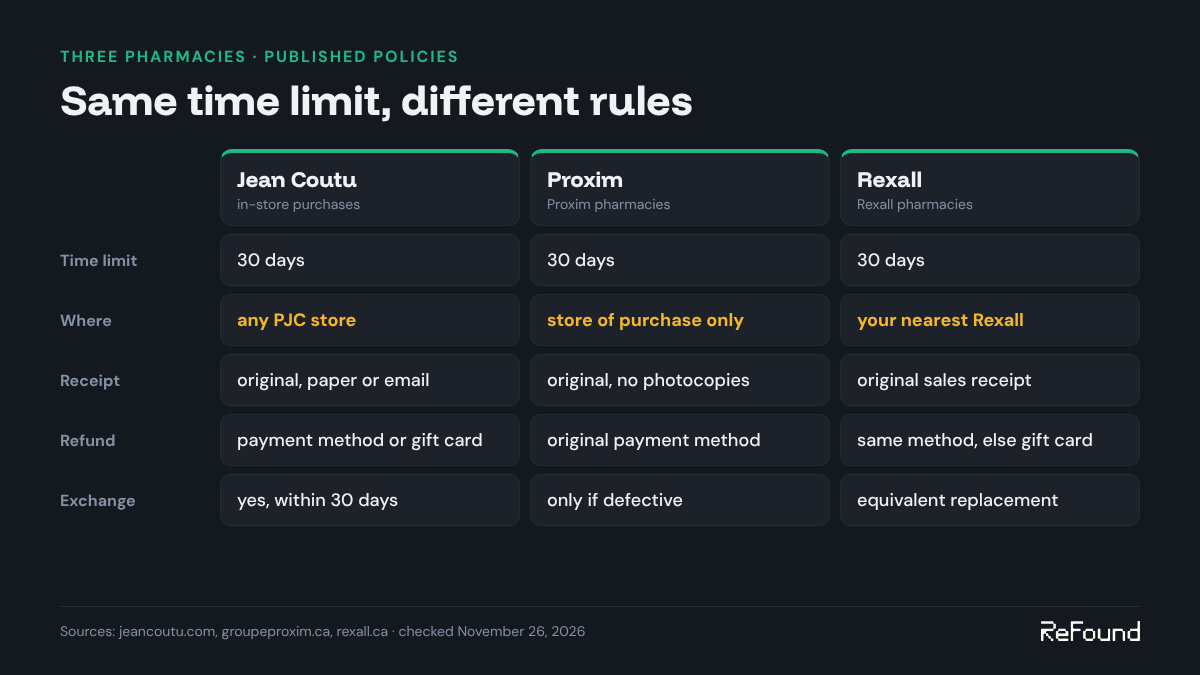 THREE PHARMACIES · PUBLISHED POLICIES
Same time limit, different rules
Jean Coutu
in-store purchases
Proxim
Proxim pharmacies
Rexall
Rexall pharmacies
Time limit
30 days
30 days
30 days
Where
any PJC store
store of purchase only
your nearest Rexall
Receipt
original, paper or email
original, no photocopies
original sales receipt
Refund
payment method or gift card
original payment method
same method, else gift card
Exchange
yes, within 30 days
only if defective
equivalent replacement
Sources: jeancoutu.com, groupeproxim.ca, rexall.ca · checked November 26, 2026
ReFound